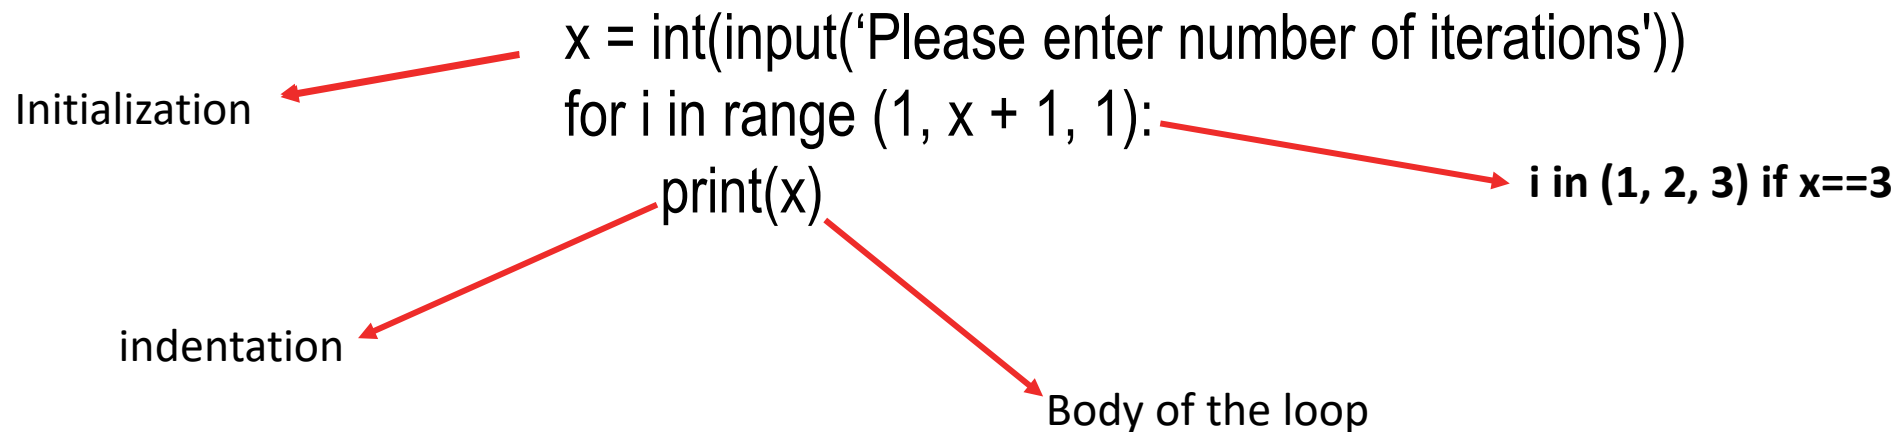 x = int(input(‘Please enter number of iterations'))
Initialization
for i in range (1, x + 1, 1):
i in (1, 2, 3) if x==3
print(x)
indentation
Body of the loop